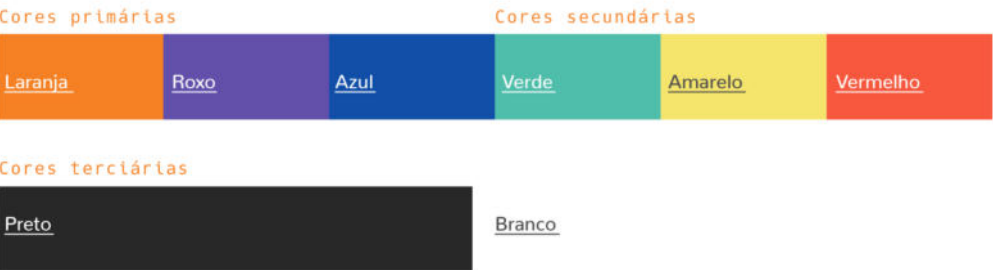 Cores primárias
Cores secundárias
Laranja
Roxo
Azul
Verde
Amarelo
Vermelho
Cores terciárias
Preto
Branco